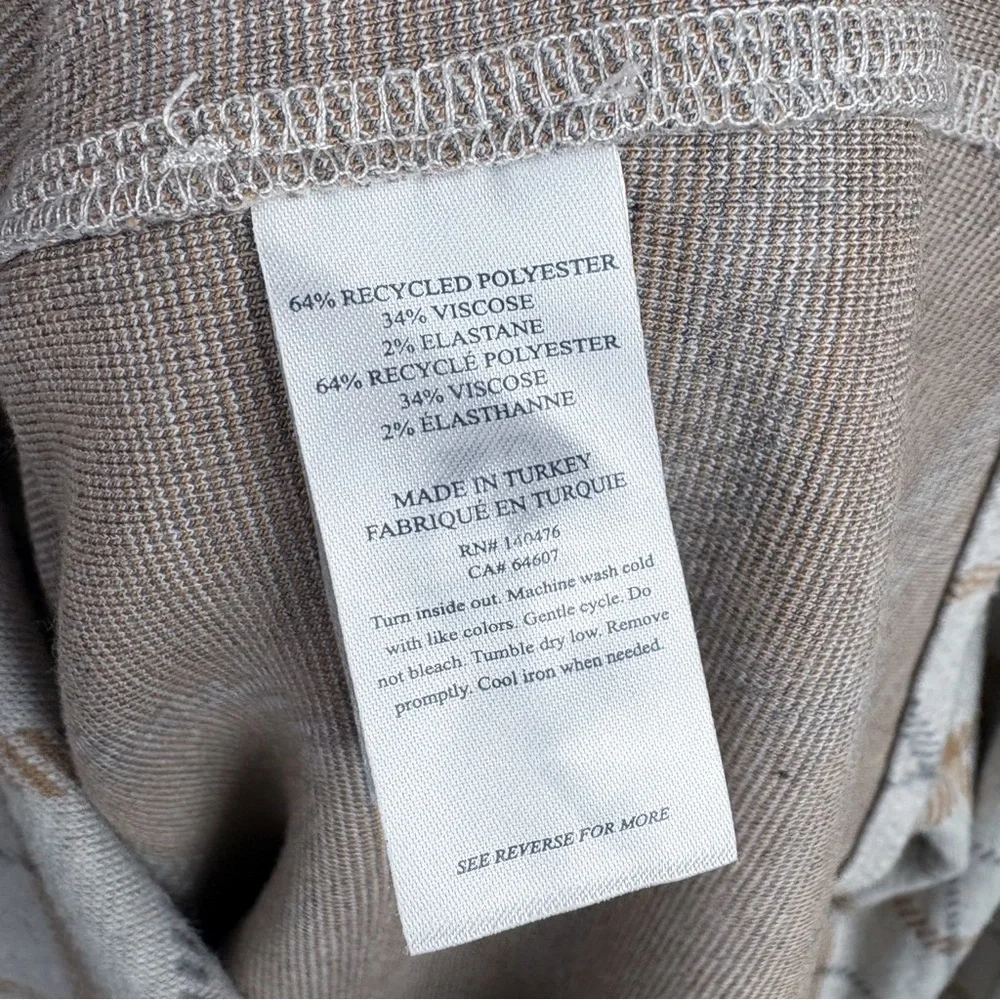 64% RECYCLED POLYESTER
34% VISCOSE
2% ELASTANE
64% RECYCLÉ POLYESTER
34% VISCOSE
2% ÉLASTHANNE
MADE IN TURKEY
FABRIQUÉ EN TURQUIE
RN# 140476
CA# 64607
Turn inside out. Machine wash cold
with like colors. Gentle cycle. Do
not bleach. Tumble dry low. Remove
promptly. Cool iron when needed.
SEE REVERSE FOR MORE